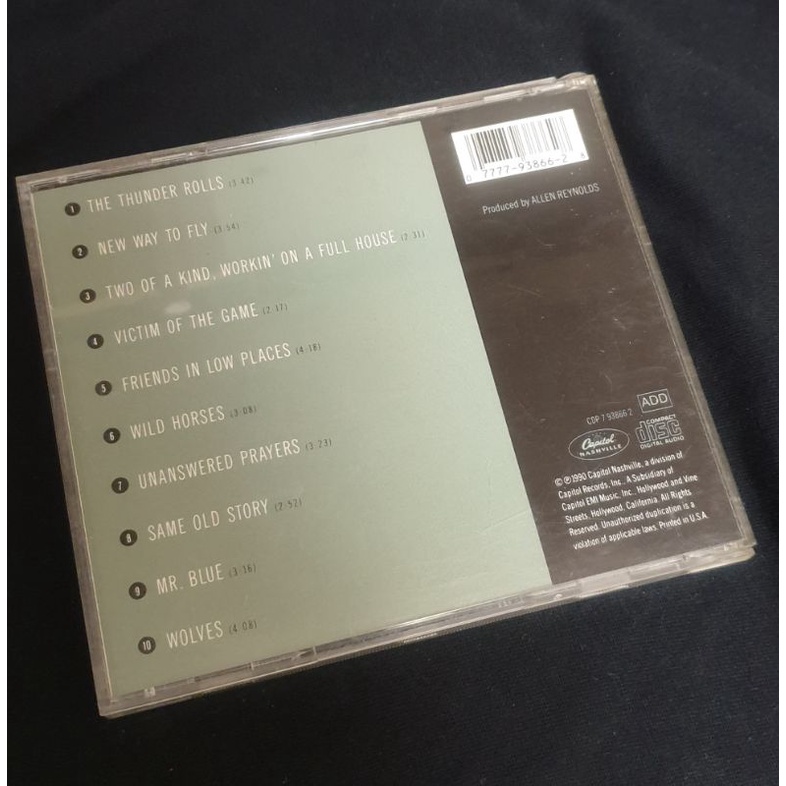 1 THE THUNDER ROLLS (3:42)
2 NEW WAY TO FLY (3:54)
3 TWO OF A KIND, WORKIN' ON A FULL HOUSE (2:31)
4 VICTIM OF THE GAME (2:17)
5 FRIENDS IN LOW PLACES (4:18)
6 WILD HORSES (3:08)
7 UNANSWERED PRAYERS (3:23)
8 SAME OLD STORY (2:52)
9 MR. BLUE (3:16)
10 WOLVES (4:08)
0 7777-93866-2 8
Produced by ALLEN REYNOLDS
CDP 7 93866 2
ADD
Capitol
NASHVILLE
COMPACT
disc
DIGITAL AUDIO
© ℗ 1990 Capitol Nashville, a division of
Capitol Records, Inc. A Subsidiary of
Capitol EMI Music, Inc. Hollywood and Vine
Streets, Hollywood, California. All Rights
Reserved. Unauthorized duplication is a
violation of applicable laws. Printed in U.S.A.